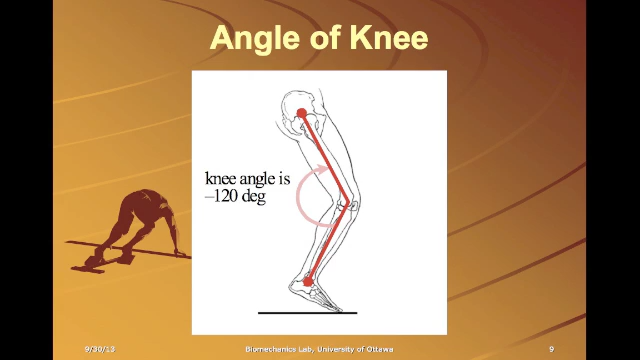 Angle of Knee
knee angle is
–120 deg
9/30/13
Biomechanics Lab, University of Ottawa
9